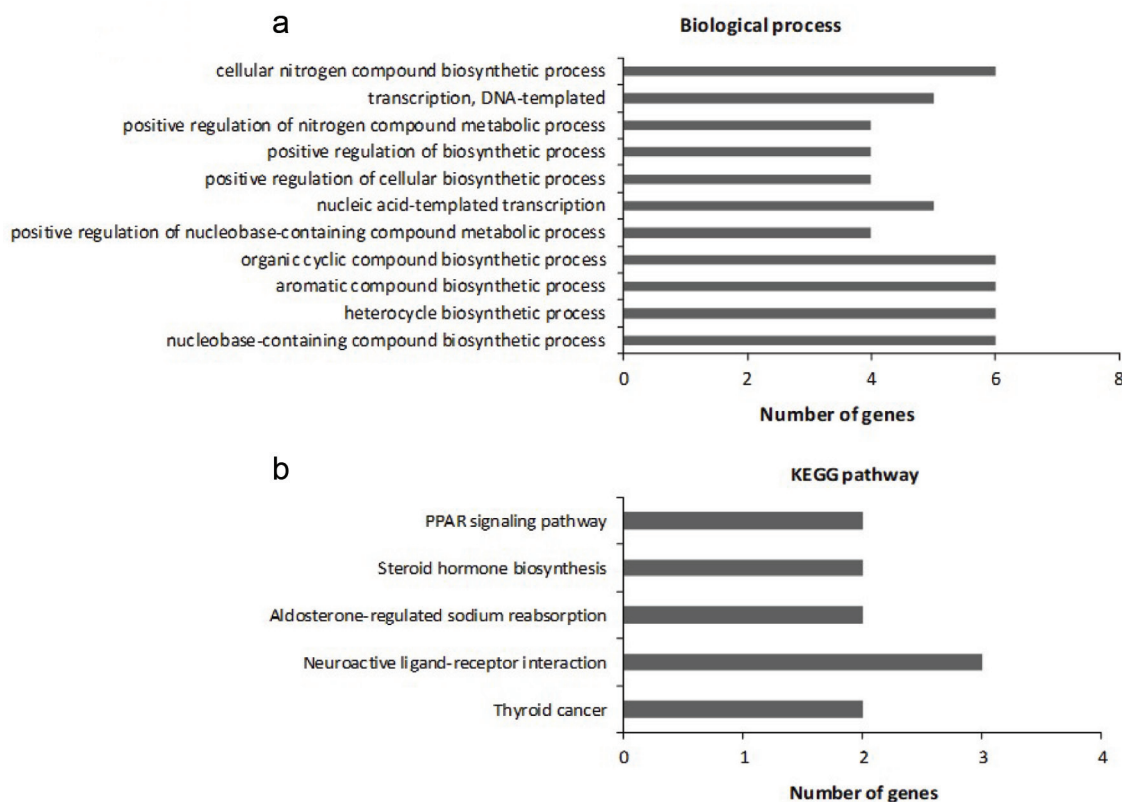 a
Biological process
cellular nitrogen compound biosynthetic process
transcription, DNA-templated
positive regulation of nitrogen compound metabolic process
positive regulation of biosynthetic process
positive regulation of cellular biosynthetic process
nucleic acid-templated transcription
positive regulation of nucleobase-containing compound metabolic process
organic cyclic compound biosynthetic process
aromatic compound biosynthetic process
heterocycle biosynthetic process
nucleobase-containing compound biosynthetic process
0 2 4 6 8
Number of genes
b
KEGG pathway
PPAR signaling pathway
Steroid hormone biosynthesis
Aldosterone-regulated sodium reabsorption
Neuroactive ligand-receptor interaction
Thyroid cancer
0 1 2 3 4
Number of genes